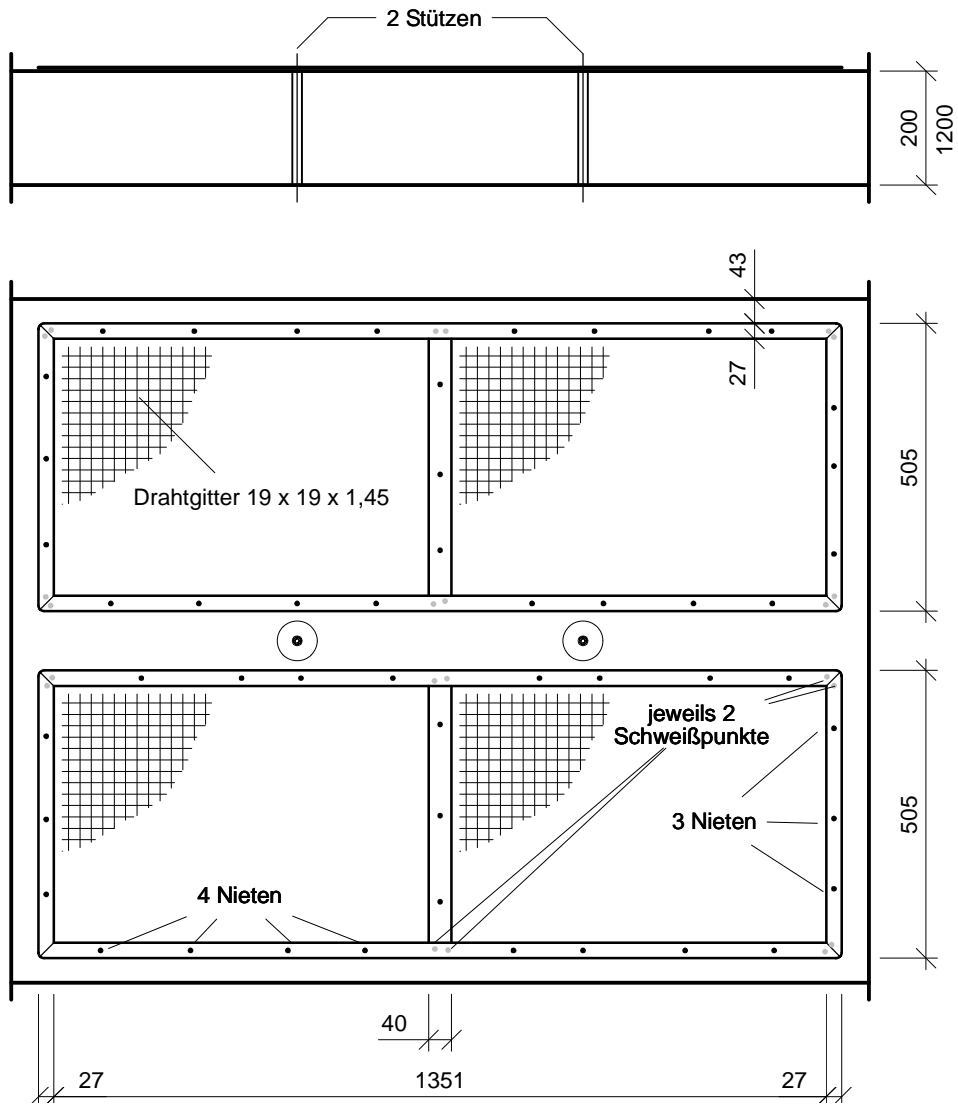 2 Stützen
200
1200
43
27
505
Drahtgitter 19 x 19 x 1,45
jeweils 2
Schweißpunkte
3 Nieten
505
4 Nieten
40
27
1351
27